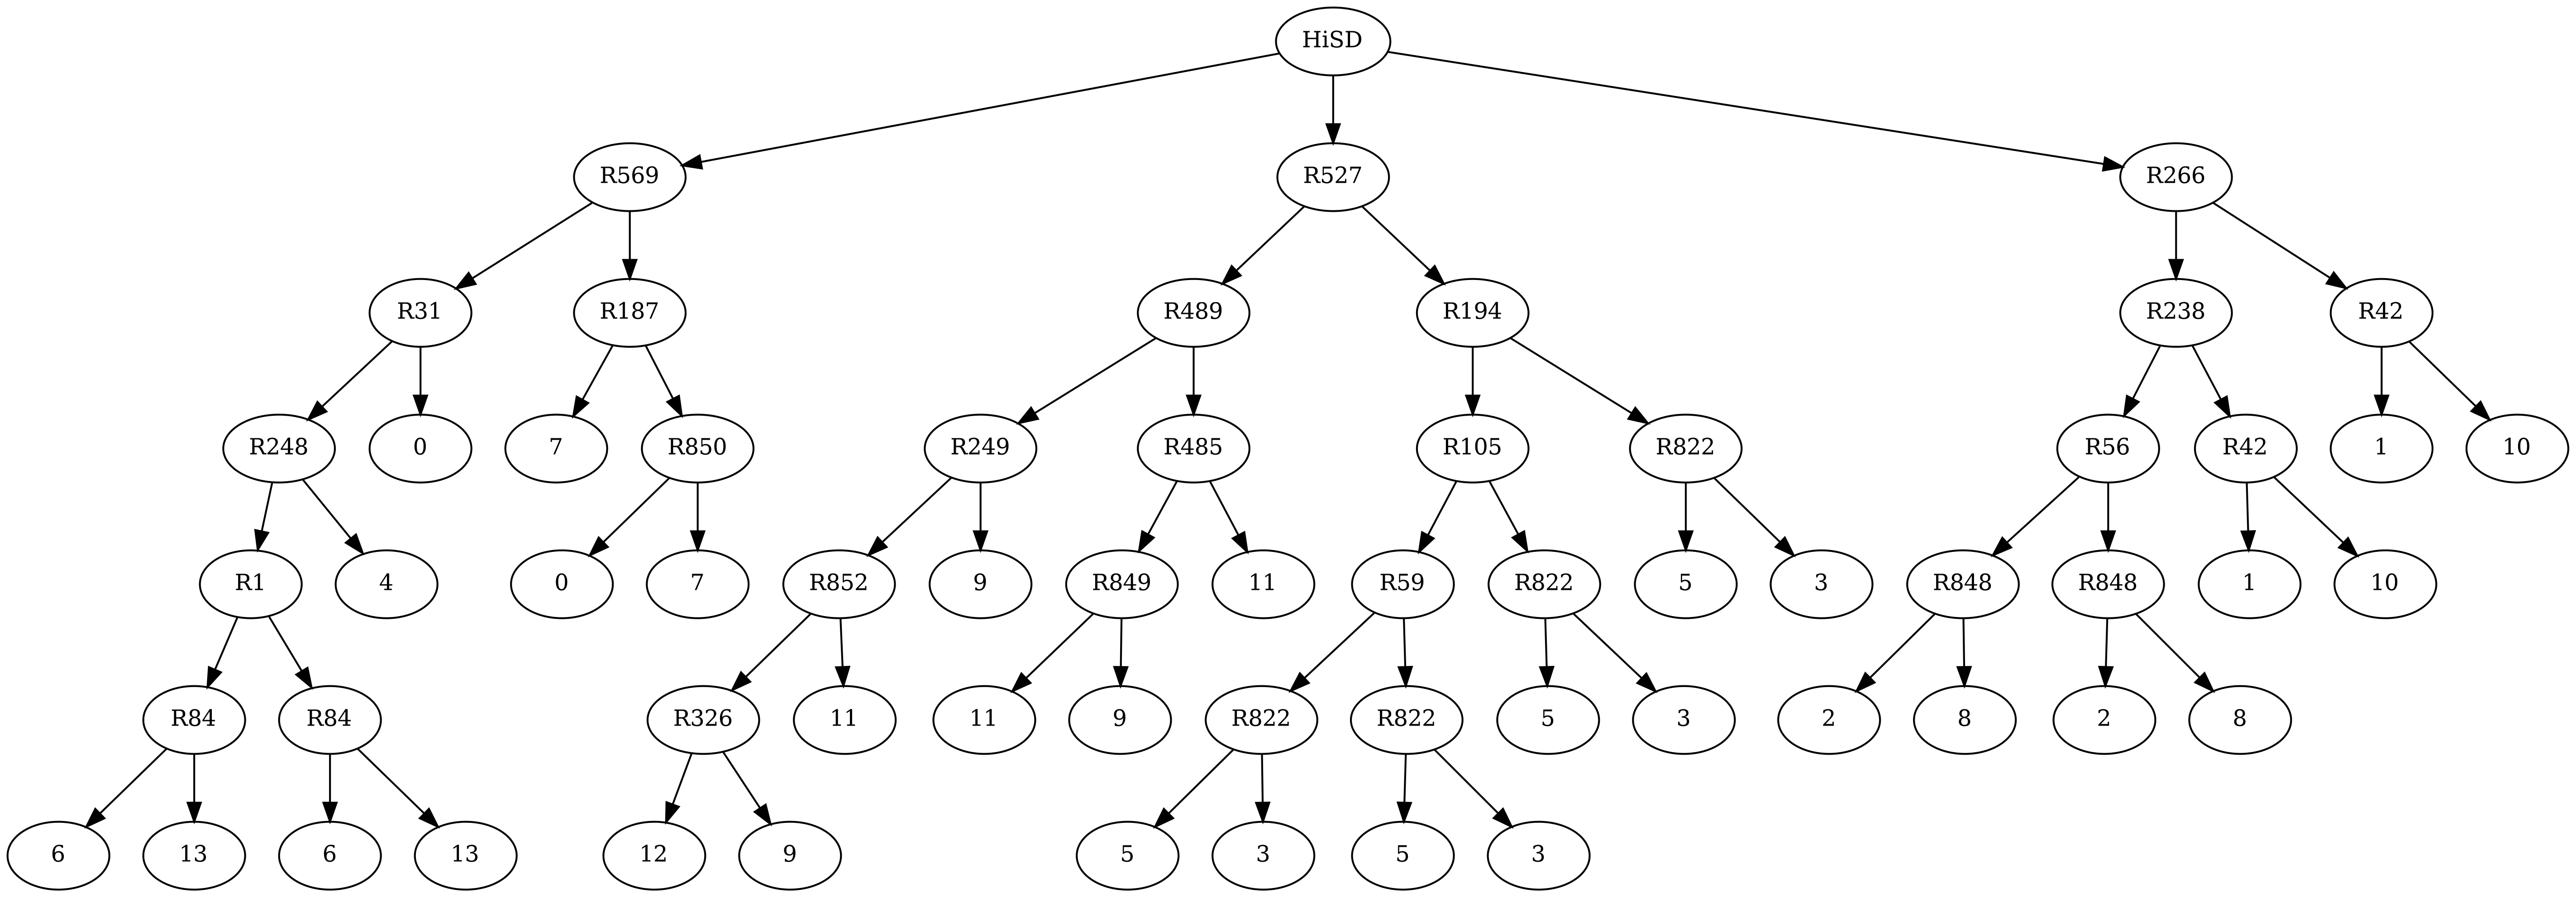 HiSD
R569 R527 R266
R31 R187 R489 R194 R238 R42
R248 0 7 R850 R249 R485 R105 R822 R56 R42 1 10
R1 4 0 7 R852 9 R849 11 R59 R822 5 3 R848 R848 1 10
R84 R84 R326 11 11 9 R822 R822 5 3 2 8 2 8
6 13 6 13 12 9 5 3 5 3